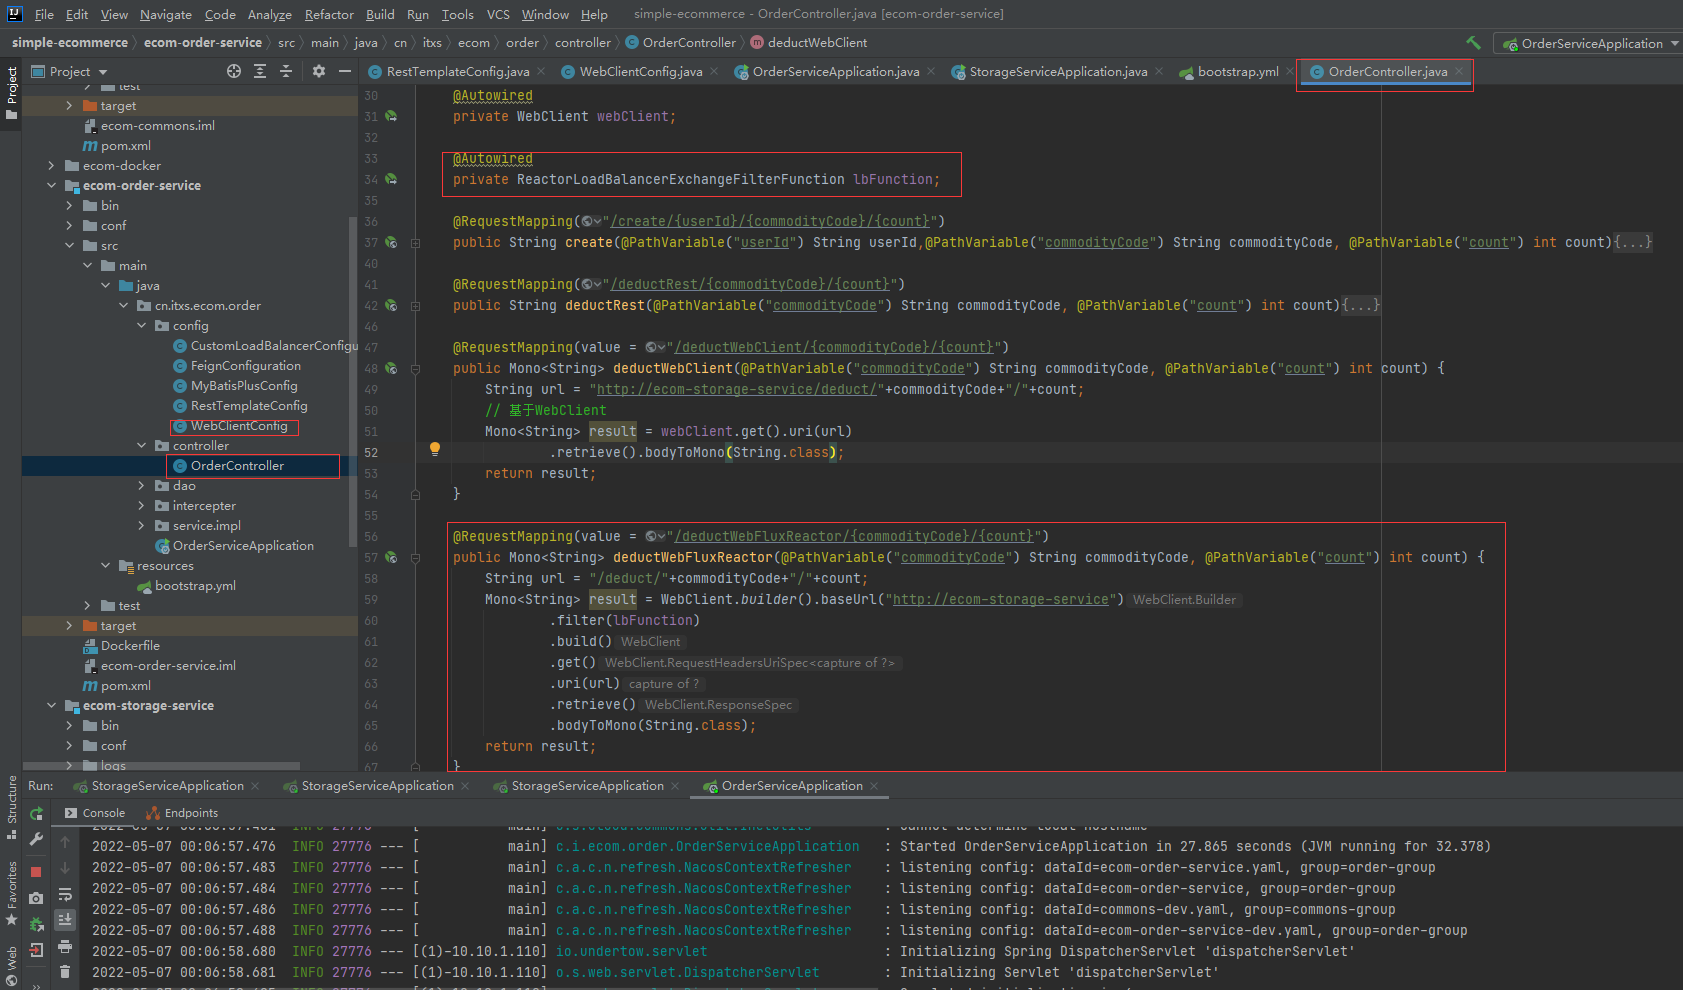 File Edit View Navigate Code Analyze Refactor Build Run Tools VCS Window Help simple-ecommerce - OrderController.java [ecom-order-service]
simple-ecommerce ecom-order-service src main java cn itxs ecom order controller OrderController deductWebClient OrderServiceApplication
Project
RestTemplateConfig.java WebClientConfig.java OrderServiceApplication.java StorageServiceApplication.java bootstrap.yml OrderController.java
Project
test
target
ecom-commons.iml
pom.xml
ecom-docker
ecom-order-service
bin
conf
src
main
java
cn.itxs.ecom.order
config
CustomLoadBalancerConfigu
FeignConfiguration
MyBatisPlusConfig
RestTemplateConfig
WebClientConfig
controller
OrderController
dao
intercepter
service.impl
OrderServiceApplication
resources
bootstrap.yml
test
target
Dockerfile
ecom-order-service.iml
pom.xml
ecom-storage-service
bin
conf
logs
30 @Autowired
31 private WebClient webClient;
32
33 @Autowired
34 private ReactorLoadBalancerExchangeFilterFunction lbFunction;
35
36 @RequestMapping("/create/{userId}/{commodityCode}/{count}")
37 public String create(@PathVariable("userId") String userId,@PathVariable("commodityCode") String commodityCode, @PathVariable("count") int count){...}
40
41 @RequestMapping("/deductRest/{commodityCode}/{count}")
42 public String deductRest(@PathVariable("commodityCode") String commodityCode, @PathVariable("count") int count){...}
46
47 @RequestMapping(value = "/deductWebClient/{commodityCode}/{count}")
48 public Mono<String> deductWebClient(@PathVariable("commodityCode") String commodityCode, @PathVariable("count") int count) {
49 String url = "http://ecom-storage-service/deduct/"+commodityCode+"/"+count;
50 // 基于WebClient
51 Mono<String> result = webClient.get().uri(url)
52 .retrieve().bodyToMono(String.class);
53 return result;
54 }
55
56 @RequestMapping(value = "/deductWebFluxReactor/{commodityCode}/{count}")
57 public Mono<String> deductWebFluxReactor(@PathVariable("commodityCode") String commodityCode, @PathVariable("count") int count) {
58 String url = "/deduct/"+commodityCode+"/"+count;
59 Mono<String> result = WebClient.builder().baseUrl("http://ecom-storage-service") WebClient.Builder
60 .filter(lbFunction)
61 .build() WebClient
62 .get() WebClient.RequestHeadersUriSpec<capture of ?>
63 .uri(url) capture of ?
64 .retrieve() WebClient.ResponseSpec
65 .bodyToMono(String.class);
66 return result;
67 }
Run: StorageServiceApplication StorageServiceApplication StorageServiceApplication OrderServiceApplication
Structure
Favorites
Web
Console Endpoints
2022-05-07 00:06:57.461 INFO 27776 --- [ main] o.s.cloud.commons.util.InetUtils : Cannot determine local hostname
2022-05-07 00:06:57.476 INFO 27776 --- [ main] c.i.ecom.order.OrderServiceApplication : Started OrderServiceApplication in 27.865 seconds (JVM running for 32.378)
2022-05-07 00:06:57.483 INFO 27776 --- [ main] c.a.c.n.refresh.NacosContextRefresher : listening config: dataId=ecom-order-service.yaml, group=order-group
2022-05-07 00:06:57.484 INFO 27776 --- [ main] c.a.c.n.refresh.NacosContextRefresher : listening config: dataId=ecom-order-service, group=order-group
2022-05-07 00:06:57.486 INFO 27776 --- [ main] c.a.c.n.refresh.NacosContextRefresher : listening config: dataId=commons-dev.yaml, group=commons-group
2022-05-07 00:06:57.488 INFO 27776 --- [ main] c.a.c.n.refresh.NacosContextRefresher : listening config: dataId=ecom-order-service-dev.yaml, group=order-group
2022-05-07 00:06:58.680 INFO 27776 --- [(1)-10.10.1.110] io.undertow.servlet : Initializing Spring DispatcherServlet 'dispatcherServlet'
2022-05-07 00:06:58.681 INFO 27776 --- [(1)-10.10.1.110] o.s.web.servlet.DispatcherServlet : Initializing Servlet 'dispatcherServlet'